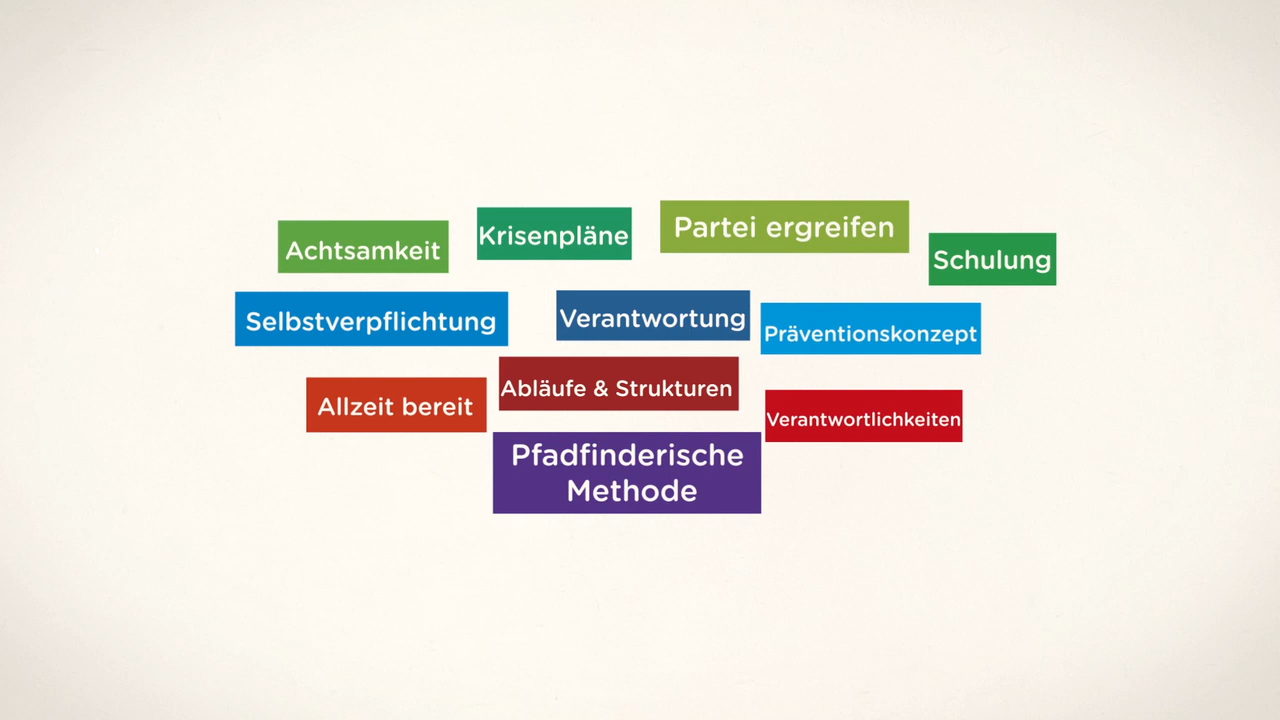 Achtsamkeit
Krisenpläne
Partei ergreifen
Schulung
Selbstverpflichtung
Verantwortung
Präventionskonzept
Allzeit bereit
Abläufe & Strukturen
Verantwortlichkeiten
Pfadfinderische
Methode